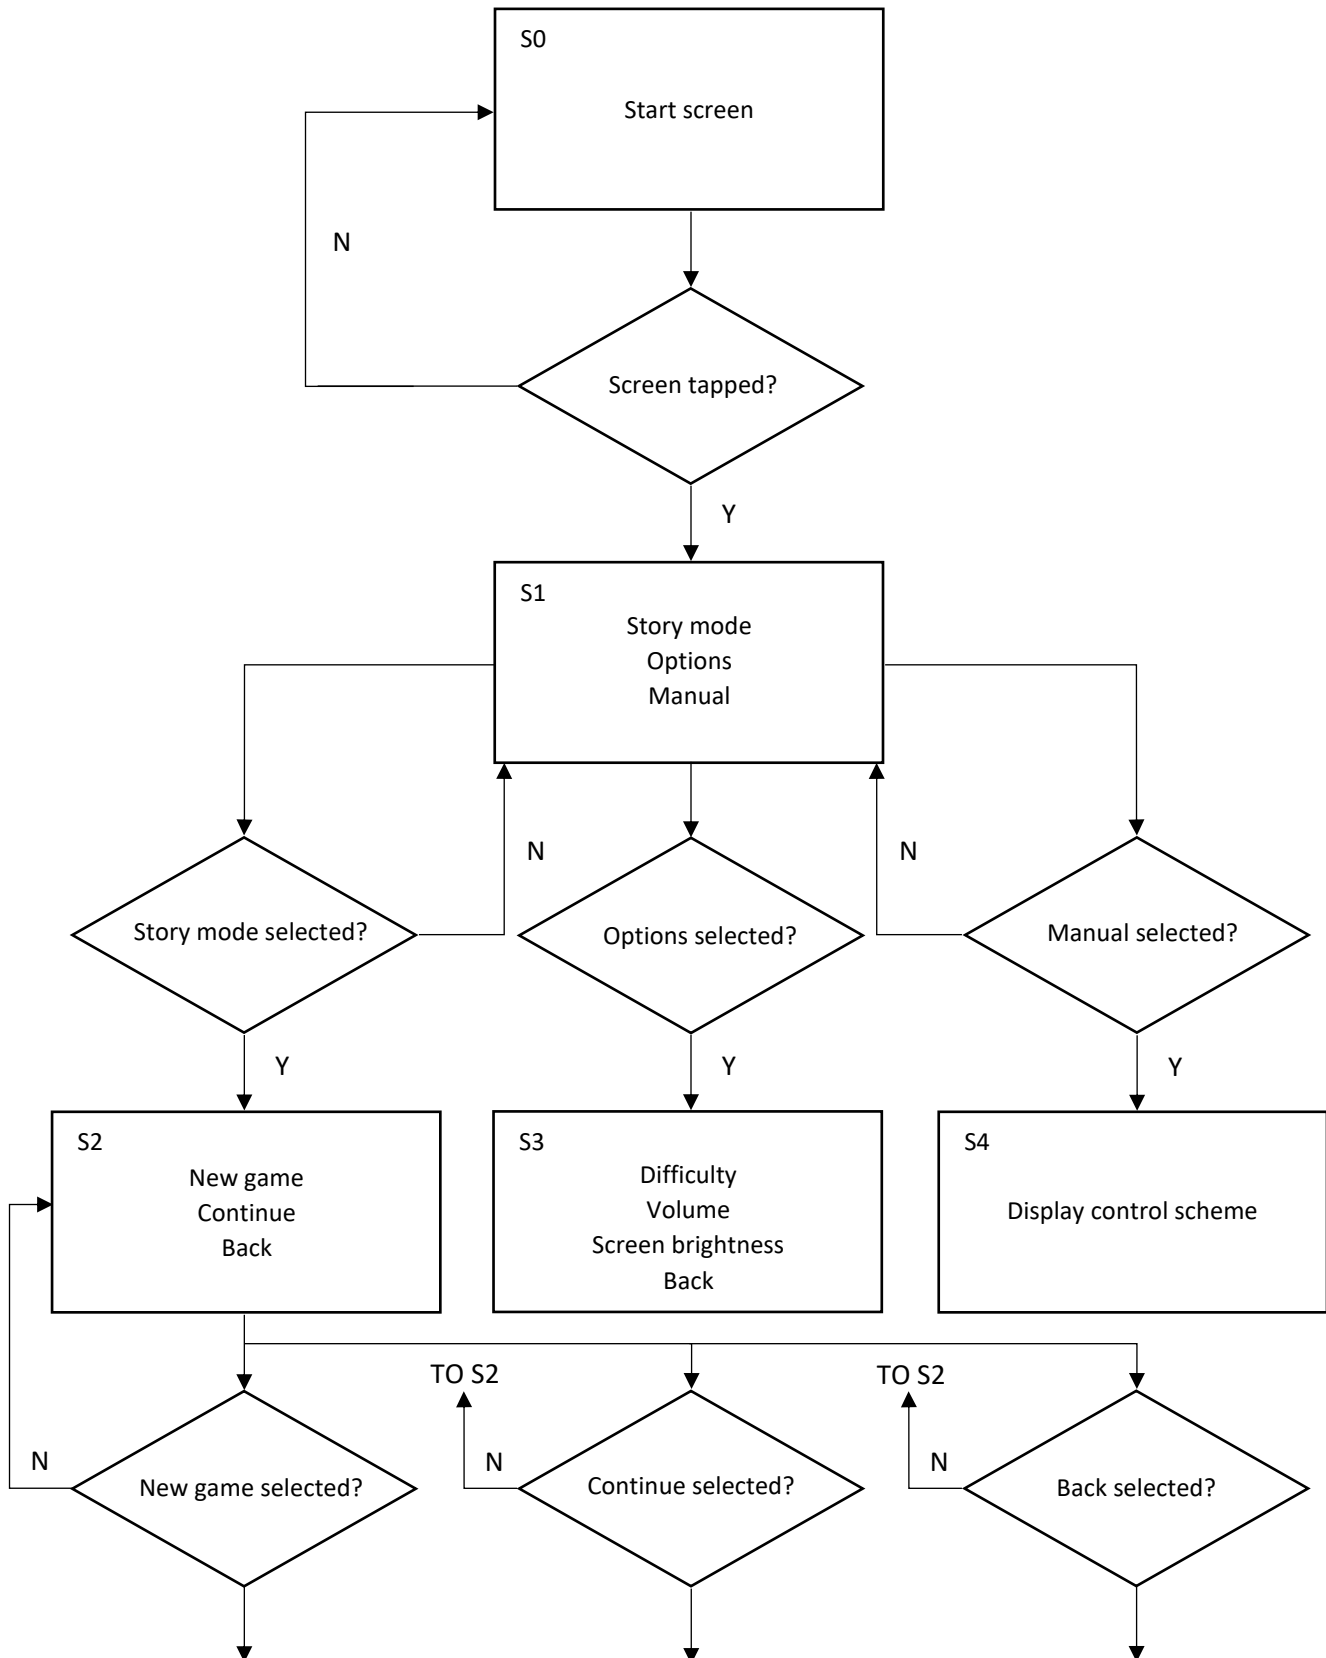 S0
Start screen
N
Screen tapped?
Y
S1
Story mode
Options
Manual
N
N
Story mode selected?
Options selected?
Manual selected?
Y
Y
Y
S2
New game
Continue
Back
S3
Difficulty
Volume
Screen brightness
Back
S4
Display control scheme
TO S2
TO S2
N
N
N
New game selected?
Continue selected?
Back selected?